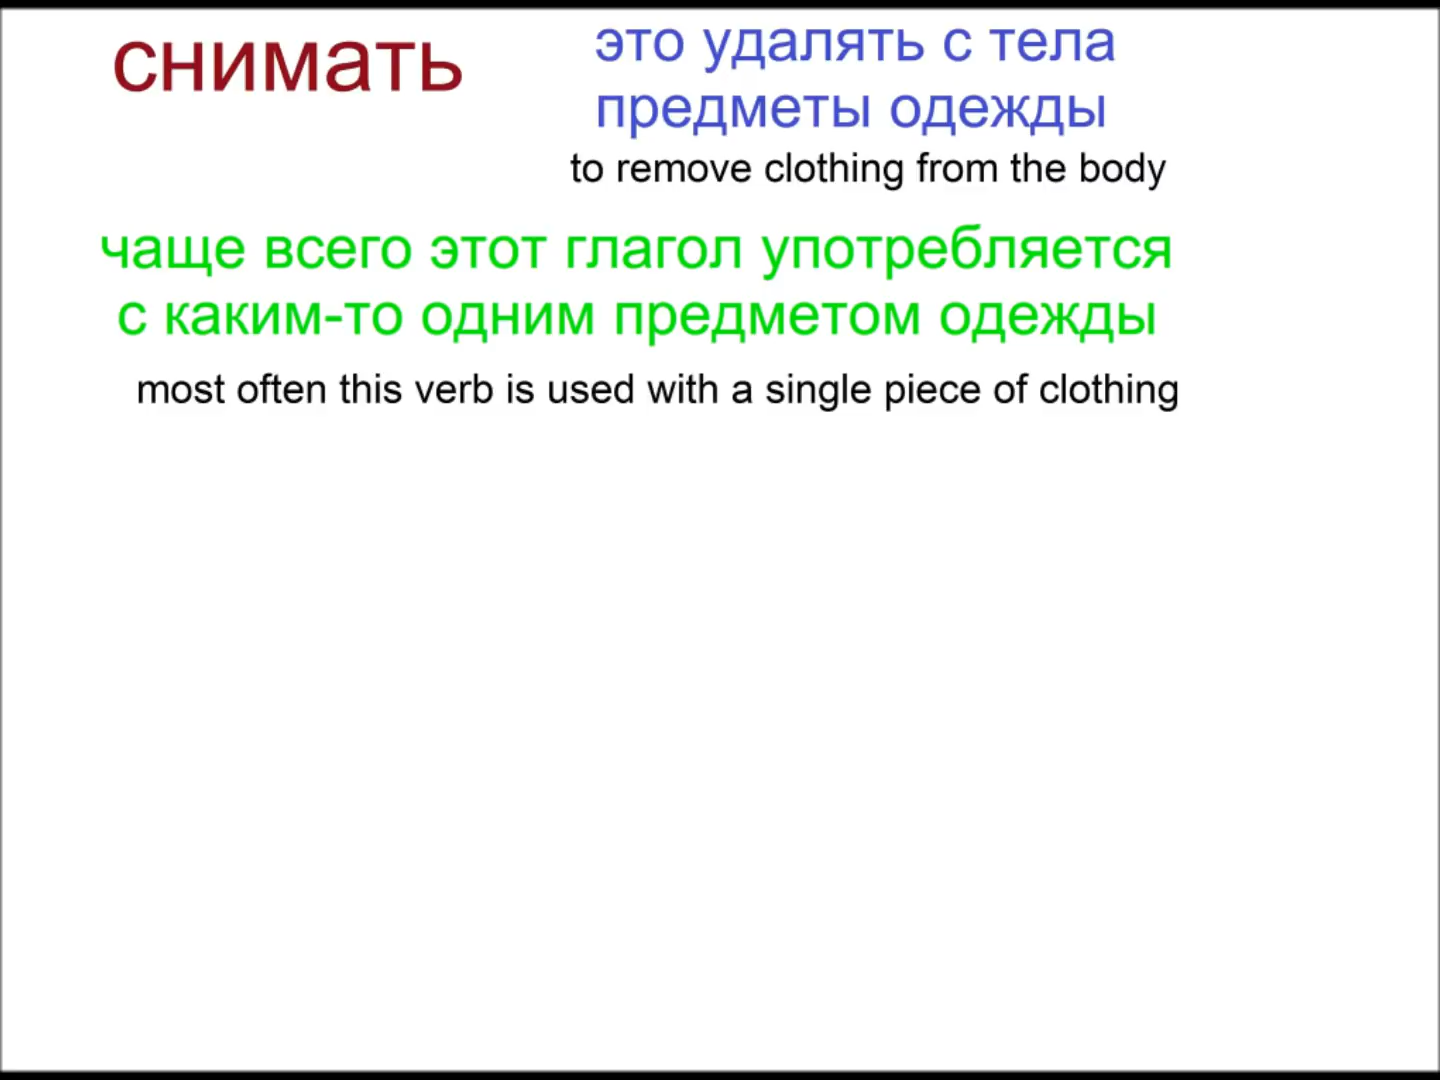 снимать
это удалять с тела
предметы одежды
to remove clothing from the body
чаще всего этот глагол употребляется
с каким-то одним предметом одежды
most often this verb is used with a single piece of clothing